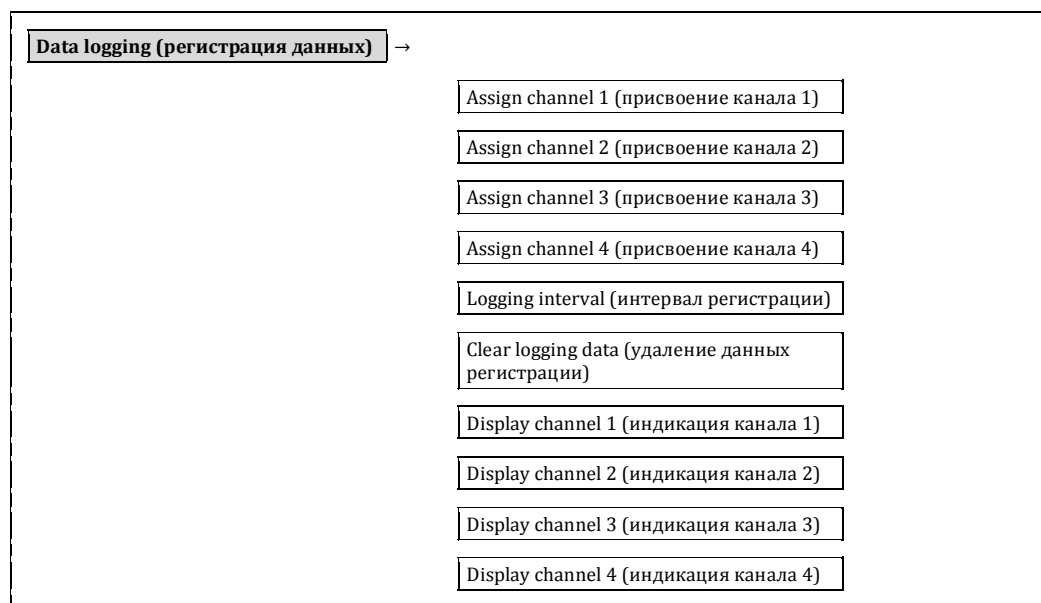 Data logging (регистрация данных) →
Assign channel 1 (присвоение канала 1)
Assign channel 2 (присвоение канала 2)
Assign channel 3 (присвоение канала 3)
Assign channel 4 (присвоение канала 4)
Logging interval (интервал регистрации)
Clear logging data (удаление данных
регистрации)
Display channel 1 (индикация канала 1)
Display channel 2 (индикация канала 2)
Display channel 3 (индикация канала 3)
Display channel 4 (индикация канала 4)